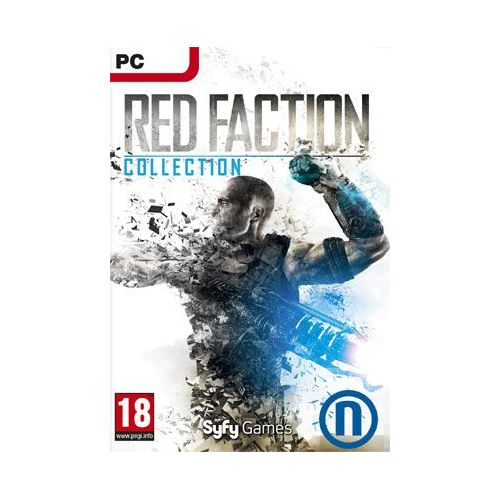 PC
RED FACTION
COLLECTION
18
www.pegi.info
Syfy Games
n